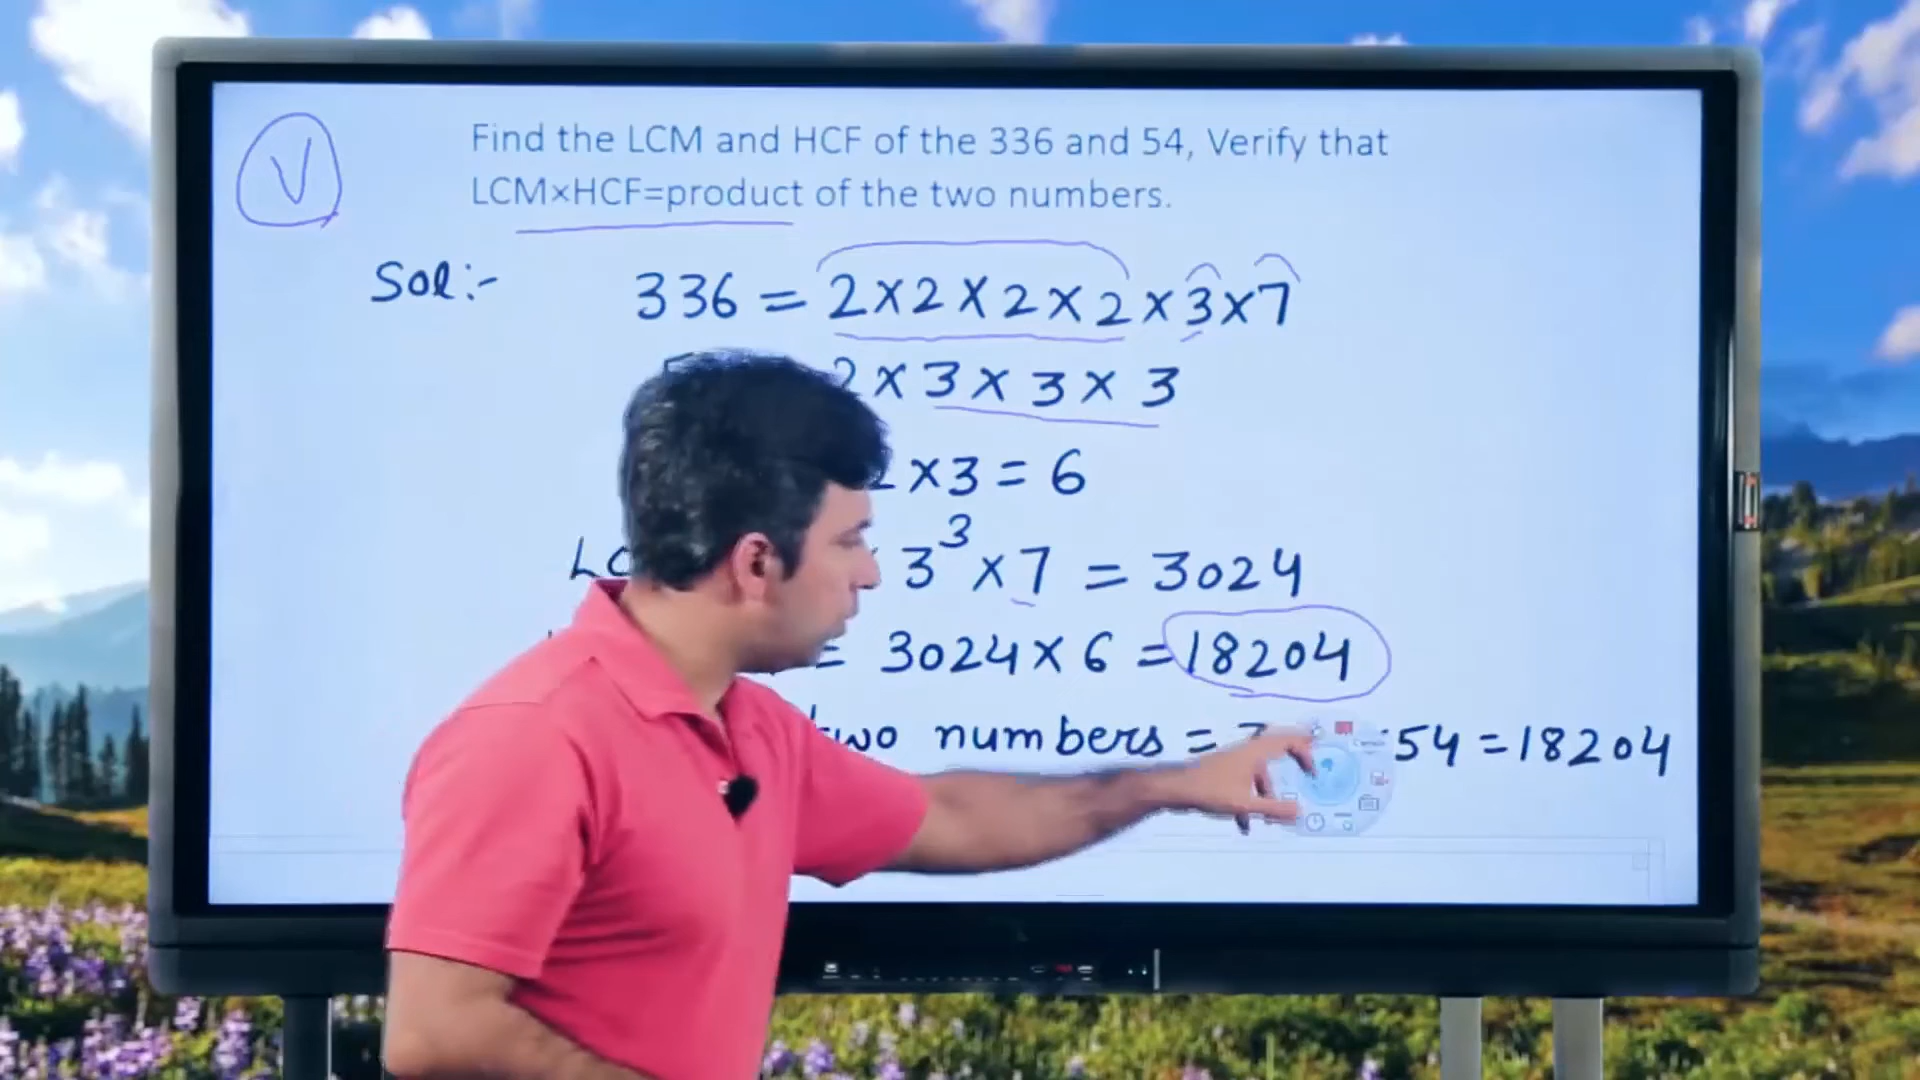 V
Find the LCM and HCF of the 336 and 54, Verify that
LCM×HCF=product of the two numbers.
Sol:- 336 = 2×2×2×2×3×7
2×3×3×3
×3=6
3³×7 = 3024
= 3024×6 =18204
two numbers = 54 =18204